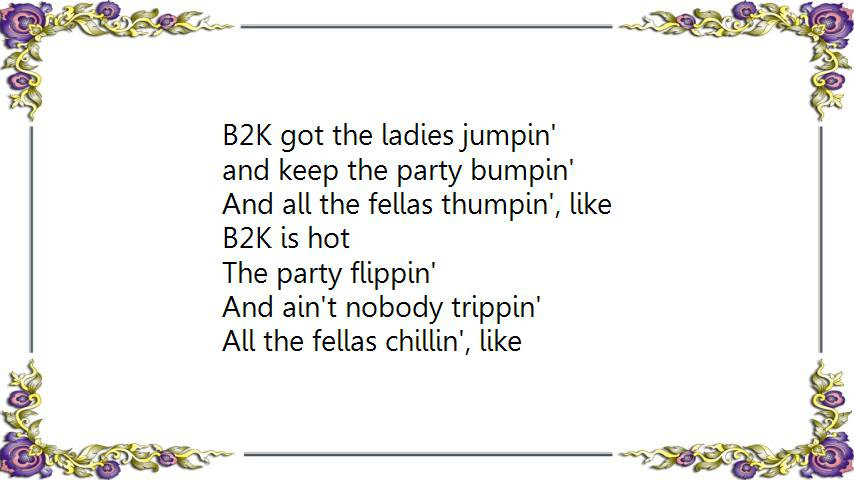 B2K got the ladies jumpin'
and keep the party bumpin'
And all the fellas thumpin', like
B2K is hot
The party flippin'
And ain't nobody trippin'
All the fellas chillin', like